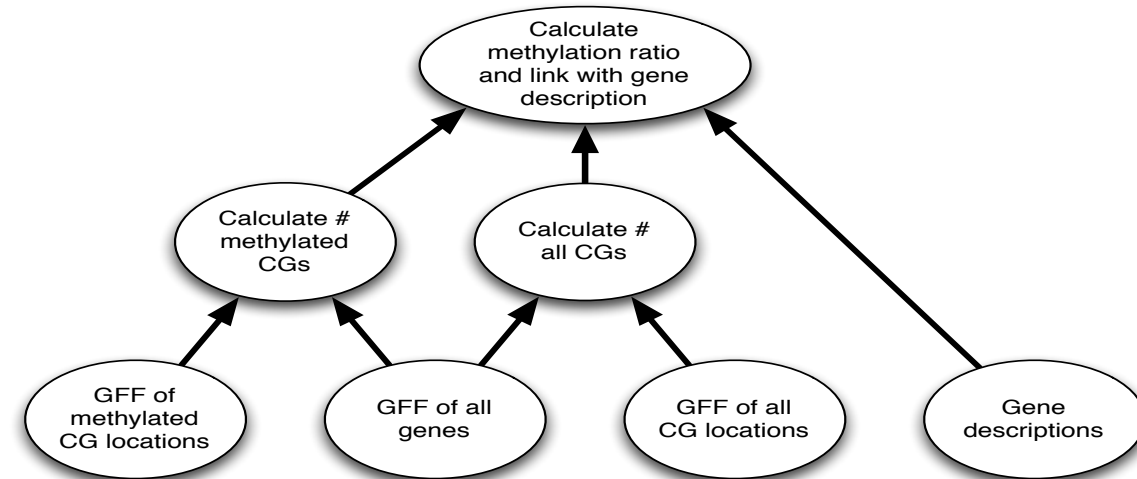 Calculate
methylation ratio
and link with gene
description
Calculate #
methylated
CGs
Calculate #
all CGs
GFF of
methylated
CG locations
GFF of all
genes
GFF of all
CG locations
Gene
descriptions